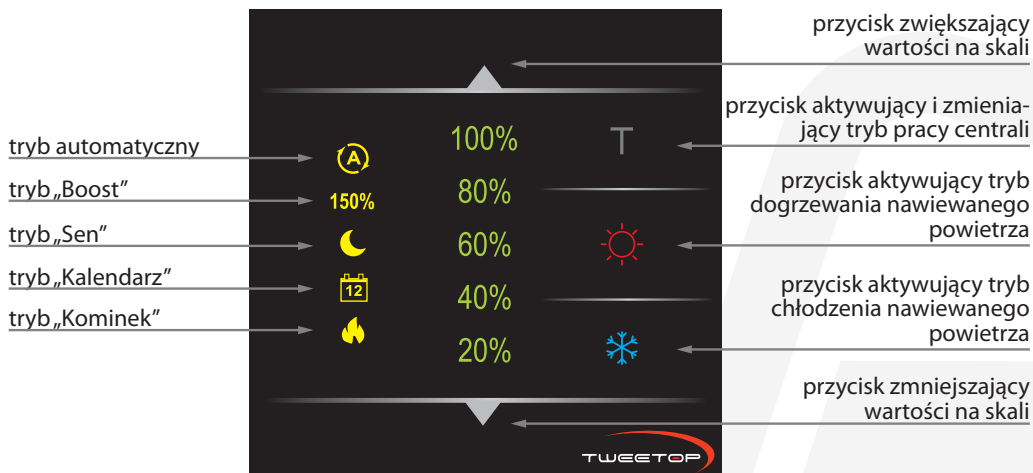 tryb automatyczny
tryb „Boost”
tryb „Sen”
tryb „Kalendarz”
tryb „Kominek”
A
150%
12
100%
80%
60%
40%
20%
T
TWEETOP
przycisk zwiększający
wartości na skali
przycisk aktywujący i zmienia-
jący tryb pracy centrali
przycisk aktywujący tryb
dogrzewania nawiewanego
powietrza
przycisk aktywujący tryb
chłodzenia nawiewanego
powietrza
przycisk zmniejszający
wartości na skali